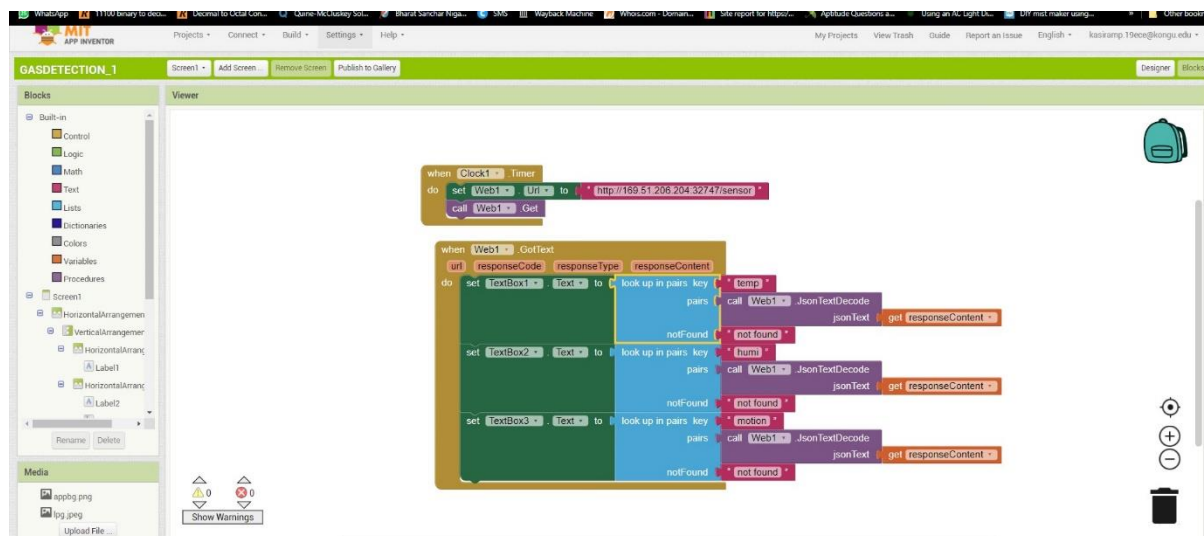 WhatsApp 11100 binary to deci... Decimal to Octal Con... Quine-McCluskey Sol... Bharat Sanchar Niga... SMS Wayback Machine Whois.com - Domain... Site report for https:/... Aptitude Questions a... Using an AC Light Di... DIY mist maker using... » Other bookr
MIT
APP INVENTOR
Projects Connect Build Settings Help My Projects View Trash Guide Report an Issue English kasiramp.19ece@kongu.edu
GASDETECTION_1 Screen1 Add Screen... Remove Screen Publish to Gallery Designer Blocks
Blocks Viewer
Built-in
Control
Logic
Math
Text
Lists
Dictionaries
Colors
Variables
Procedures
Screen1
HorizontalArrangemen
VerticalArrangemer
HorizontalArrang
A Label1
HorizontalArrang
A Label2
Rename Delete
Media
appbg.png
lpg.jpeg
Upload File ...
when Clock1 .Timer
do set Web1 . Url to " http://169.51.206.204:32747/sensor "
call Web1 .Get
when Web1 .GotText
url responseCode responseType responseContent
do set TextBox1 . Text to look up in pairs key " temp "
pairs call Web1 .JsonTextDecode
jsonText get responseContent
notFound " not found "
set TextBox2 . Text to look up in pairs key " humi "
pairs call Web1 .JsonTextDecode
jsonText get responseContent
notFound " not found "
set TextBox3 . Text to look up in pairs key " motion "
pairs call Web1 .JsonTextDecode
jsonText get responseContent
notFound " not found "
0 0
Show Warnings